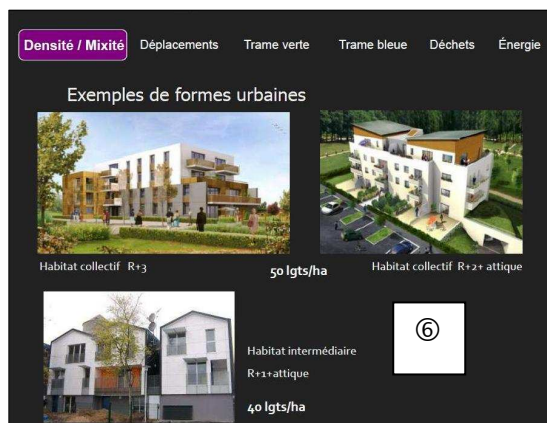 Densité / Mixité Déplacements Trame verte Trame bleue Déchets Énergie
Exemples de formes urbaines
Habitat collectif R+3
50 lgts/ha
Habitat collectif R+2+ attique
⑥
Habitat intermédiaire
R+1+attique
40 lgts/ha